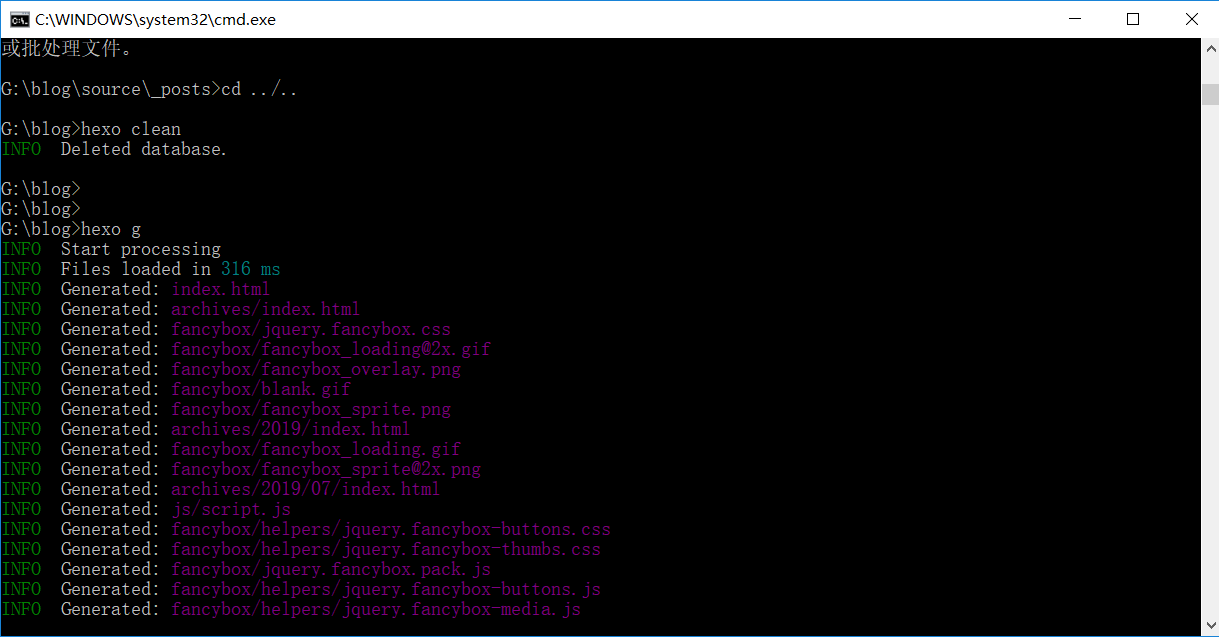 C:\WINDOWS\system32\cmd.exe
或批处理文件。
G:\blog\source\_posts>cd ../..
G:\blog>hexo clean
INFO  Deleted database.
G:\blog>
G:\blog>
G:\blog>hexo g
INFO  Start processing
INFO  Files loaded in 316 ms
INFO  Generated: index.html
INFO  Generated: archives/index.html
INFO  Generated: fancybox/jquery.fancybox.css
INFO  Generated: fancybox/fancybox_loading@2x.gif
INFO  Generated: fancybox/fancybox_overlay.png
INFO  Generated: fancybox/blank.gif
INFO  Generated: fancybox/fancybox_sprite.png
INFO  Generated: archives/2019/index.html
INFO  Generated: fancybox/fancybox_loading.gif
INFO  Generated: fancybox/fancybox_sprite@2x.png
INFO  Generated: archives/2019/07/index.html
INFO  Generated: js/script.js
INFO  Generated: fancybox/helpers/jquery.fancybox-buttons.css
INFO  Generated: fancybox/helpers/jquery.fancybox-thumbs.css
INFO  Generated: fancybox/jquery.fancybox.pack.js
INFO  Generated: fancybox/helpers/jquery.fancybox-buttons.js
INFO  Generated: fancybox/helpers/jquery.fancybox-media.js